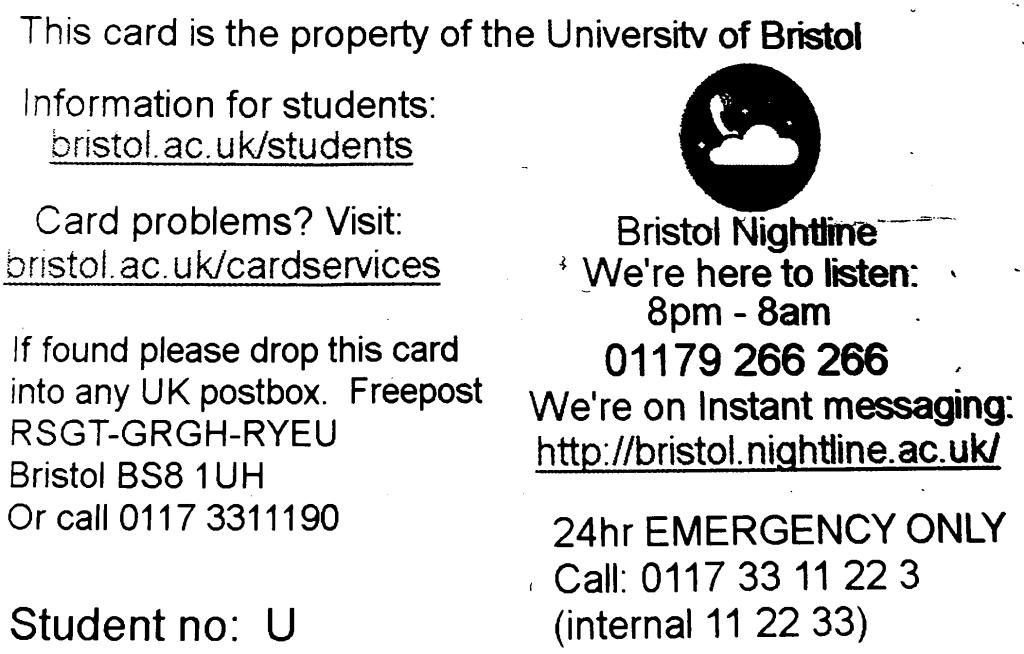 This card is the property of the University of Bristol
Information for students:
bristol.ac.uk/students
Card problems? Visit:
bristol.ac.uk/cardservices
If found please drop this card
into any UK postbox. Freepost
RSGT-GRGH-RYEU
Bristol BS8 1UH
Or call 0117 3311190
Student no: U
Bristol Nightline
We're here to listen:
8pm - 8am
01179 266 266
We're on Instant messaging:
http://bristol.nightline.ac.uk/
24hr EMERGENCY ONLY
Call: 0117 33 11 22 3
(internal 11 22 33)